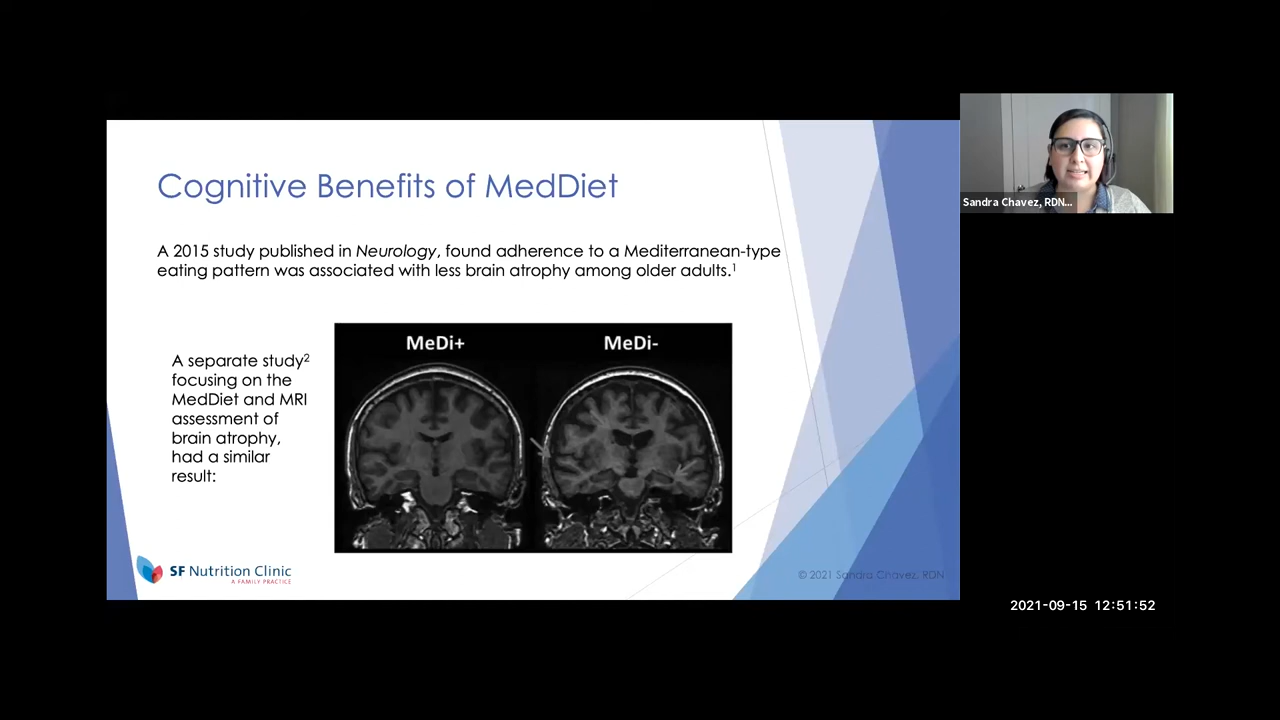 Cognitive Benefits of MedDiet
A 2015 study published in Neurology, found adherence to a Mediterranean-type
eating pattern was associated with less brain atrophy among older adults.¹
A separate study²
focusing on the
MedDiet and MRI
assessment of
brain atrophy,
had a similar
result:
MeDi+
MeDi-
SF Nutrition Clinic
A FAMILY PRACTICE
© 2021 Sandra Chavez, RDN
Sandra Chavez, RDN...
2021-09-15 12:51:52